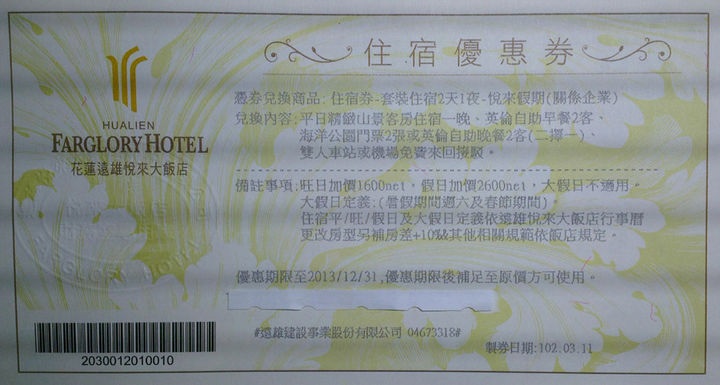 住宿優惠券
HUALIEN
FARGLORY HOTEL
花蓮遠雄悅來大飯店
憑券兌換商品: 住宿券-套裝住宿2天1夜-悅來假期(關係企業)
兌換內容:平日精緻山景客房住宿一晚、英倫自助早餐2客、
海洋公園門票2張或英倫自助晚餐2客(二擇一)、
雙人車站或機場免費來回接駁。
備註事項:旺日加價1600net，假日加價2600net，大假日不適用。
大假日定義:(暑假期間週六及春節期間)。
住宿平/旺/假日及大假日定義依遠雄悅來大飯店行事曆
更改房型另補房差+10%及其他相關規範依飯店規定。
優惠期限至2013/12/31,優惠期限後補足至原價方可使用。
#遠雄建設事業股份有限公司 04673318#
2030012010010
製券日期:102.03.11